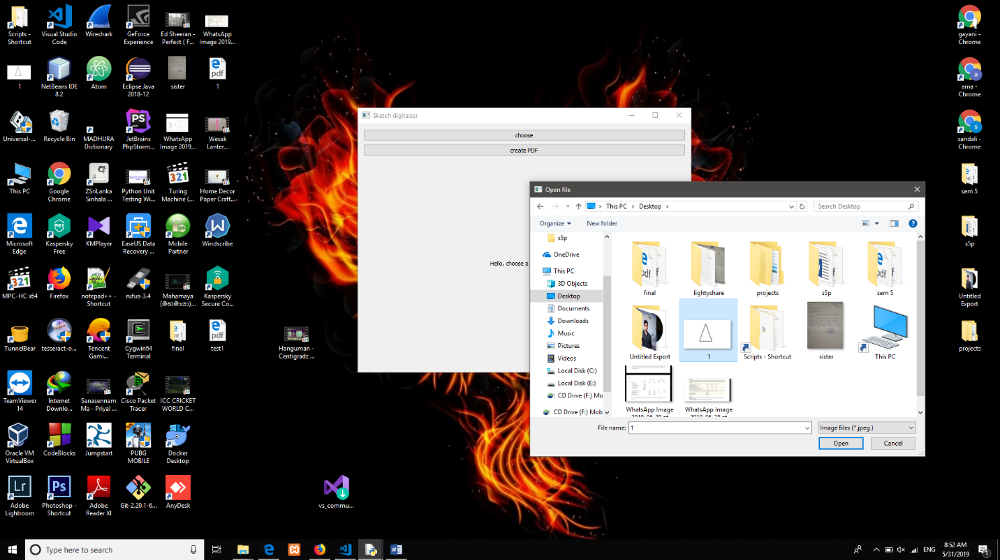 Scripts -
Shortcut
Visual Studio
Code
Wireshark
GeForce
Experience
Ed Sheeran -
Perfect ( F...
WhatsApp
Image 2019...
1
NetBeans IDE
8.2
Atom
Eclipse Java
2018-12
sister
pdf
1
Universal-...
Recycle Bin
MADHURA
Dictionary
PS
JetBrains
PhpStorm...
WhatsApp
Image 2019...
Wesak
Lanter...
This PC
Google
Chrome
ZSriLanka
Sinhala ...
Python Unit
Testing Wi...
321
Turing
Machine (...
Home Decor
Paper Craft...
Microsoft
Edge
FREE
Kaspersky
Free
KMPlayer
EaseUS Data
Recovery ...
Mobile
Partner
Windscribe
321
MPC-HC x64
Firefox
notepad++ -
Shortcut
rufus-3.4
Mahamaya
(මහාමායා)...
Kaspersky
Secure Co...
TunnelBear
tesseract-o...
Tencent
Gami...
Cygwin64
Terminal
final
pdf
test1
Hanguman -
Centigradz ...
TeamViewer
14
Internet
Downlo...
Sanasennam
Ma - Priyal ...
Cisco Packet
Tracer
ICC CRICKET
WORLD C...
Oracle VM
VirtualBox
CodeBlocks
Jumpstart
PUBG
MOBILE
Docker
Desktop
Lr
Adobe
Lightroom
Ps
Photoshop -
Shortcut
Adobe
Reader XI
Git-2.20.1-6...
AnyDesk
vs_commu...
Sketch digitaizer
choose
create PDF
Hello, choose a
Open file
This PC
Desktop
Search Desktop
Organize
New folder
s5p
OneDrive
This PC
3D Objects
Desktop
Documents
Downloads
Music
Pictures
Videos
Local Disk (C:)
Local Disk (E:)
CD Drive (F:) Mo
CD Drive (F:) Mob
final
lightyshare
projects
s5p
sem 5
Untitled Export
1
Scripts - Shortcut
sister
This PC
WhatsApp Image
2019-05-28 at
WhatsApp Image
2019-05-28 at
File name:
1
Image files (*.jpeg )
Open
Cancel
gayani -
Chrome
a
ama -
Chrome
s
sandali -
Chrome
sem 5
s5p
Untitled
Export
projects
Type here to search
ENG
8:52 AM
5/31/2019
1